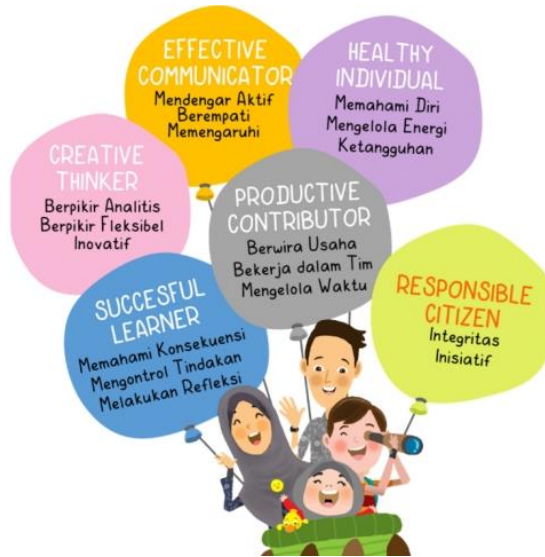 EFFECTIVE
COMMUNICATOR
Mendengar Aktif
Berempati
Memengaruhi
HEALTHY
INDIVIDUAL
Memahami Diri
Mengelola Energi
Ketangguhan
CREATIVE
THINKER
Berpikir Analitis
Berpikir Fleksibel
Inovatif
PRODUCTIVE
CONTRIBUTOR
Berwira Usaha
Bekerja dalam Tim
Mengelola Waktu
SUCCESFUL
LEARNER
Memahami Konsekuensi
Mengontrol Tindakan
Melakukan Refleksi
RESPONSIBLE
CITIZEN
Integritas
Inisiatif